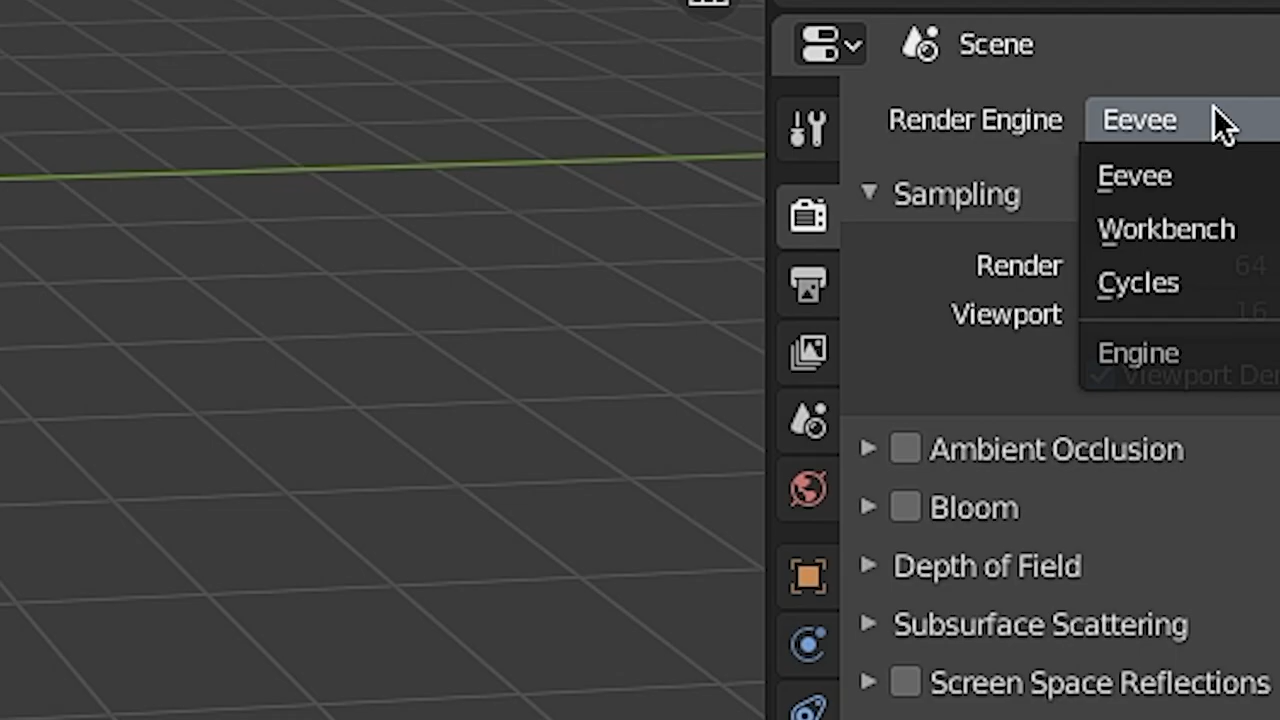 Scene
Render Engine Eevee
Eevee
Sampling
Workbench
Render 64
Cycles
Viewport 16
Engine
Viewport
Ambient Occlusion
Bloom
Depth of Field
Subsurface Scattering
Screen Space Reflections